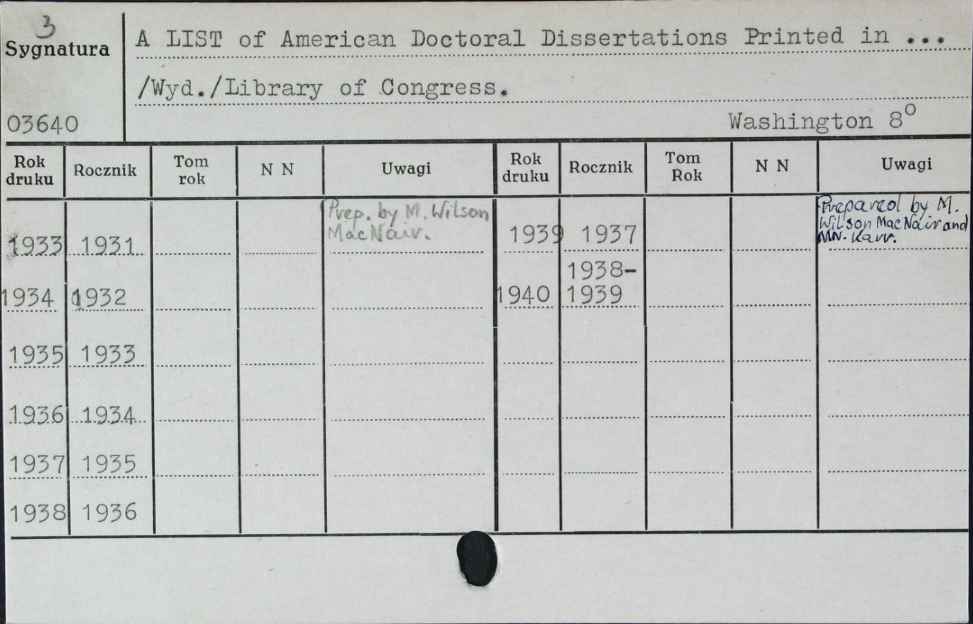 3
Sygnatura
A LIST of American Doctoral Dissertations Printed in ...
/Wyd./Library of Congress.
03640
Washington 8°
Rok druku Rocznik Tom rok N N Uwagi Rok druku Rocznik Tom Rok N N Uwagi
1933 1931 Prep. by M. Wilson MacNair. 1939 1937 Prepared by M. Wilson MacNair and MN. Karr.
1934 1932 1940 1938-1939
1935 1933
1936 1934
1937 1935
1938 1936